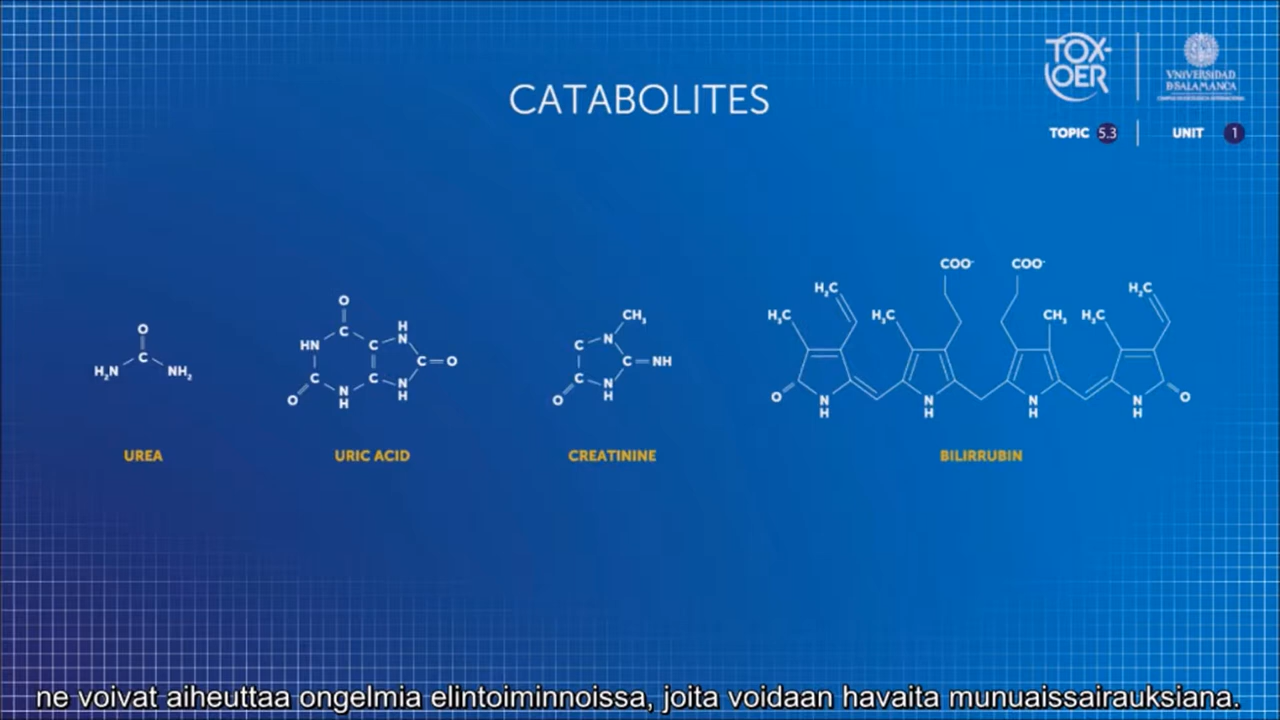 TOX-
OER
VNiVERSiDAD
D SALAMANCA
CATABOLITES
TOPIC 5.3
UNIT 1
O
C
H₂N NH₂
O
C
HN
C
C
C
O
N
H
H
N
C=O
N
H
CH₃
N
C
C=NH
C
O
N
H
COO⁻ COO⁻
H₂C H₂C
H₃C H₃C CH₃ H₃C
O O
N N N N
H H H H
UREA
URIC ACID
CREATININE
BILIRRUBIN
ne voivat aiheuttaa ongelmia elintoiminnoissa, joita voidaan havaita munuaissairauksiana.